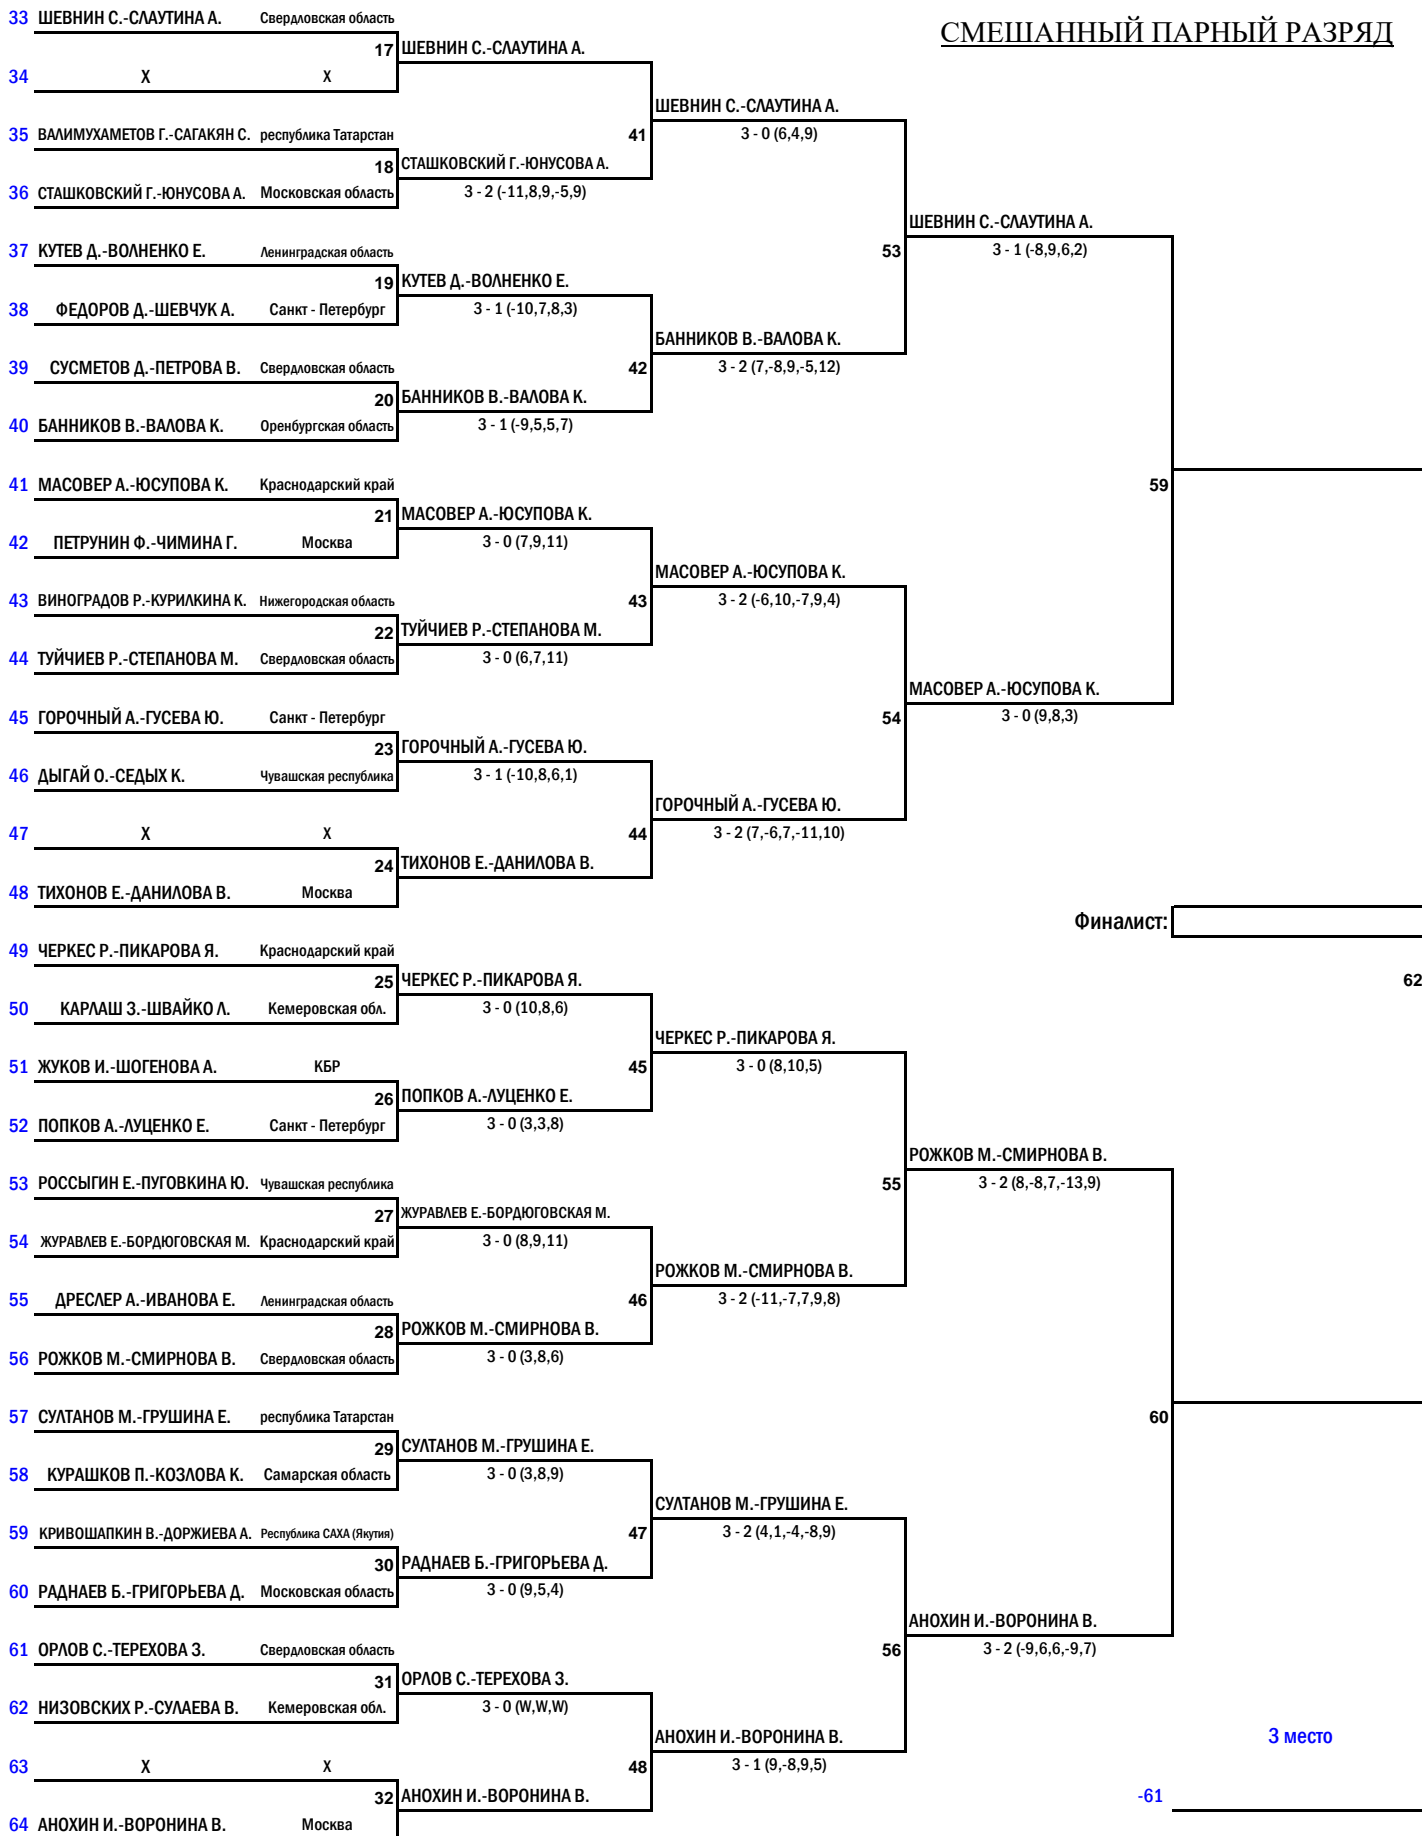 СМЕШАННЫЙ ПАРНЫЙ РАЗРЯД
33 ШЕВНИН С.-СЛАУТИНА А. Свердловская область
17 ШЕВНИН С.-СЛАУТИНА А.
34 X X
ШЕВНИН С.-СЛАУТИНА А.
35 ВАЛИМУХАМЕТОВ Г.-САГАКЯН С. республика Татарстан 41 3 - 0 (6,4,9)
18 СТАШКОВСКИЙ Г.-ЮНУСОВА А.
36 СТАШКОВСКИЙ Г.-ЮНУСОВА А. Московская область 3 - 2 (-11,8,9,-5,9)
ШЕВНИН С.-СЛАУТИНА А.
37 КУТЕВ Д.-ВОЛНЕНКО Е. Ленинградская область 53 3 - 1 (-8,9,6,2)
19 КУТЕВ Д.-ВОЛНЕНКО Е.
38 ФЕДОРОВ Д.-ШЕВЧУК А. Санкт - Петербург 3 - 1 (-10,7,8,3)
БАННИКОВ В.-ВАЛОВА К.
39 СУСМЕТОВ Д.-ПЕТРОВА В. Свердловская область 42 3 - 2 (7,-8,9,-5,12)
20 БАННИКОВ В.-ВАЛОВА К.
40 БАННИКОВ В.-ВАЛОВА К. Оренбургская область 3 - 1 (-9,5,5,7)
41 МАСОВЕР А.-ЮСУПОВА К. Краснодарский край 59
21 МАСОВЕР А.-ЮСУПОВА К.
42 ПЕТРУНИН Ф.-ЧИМИНА Г. Москва 3 - 0 (7,9,11)
МАСОВЕР А.-ЮСУПОВА К.
43 ВИНОГРАДОВ Р.-КУРИЛКИНА К. Нижегородская область 43 3 - 2 (-6,10,-7,9,4)
22 ТУЙЧИЕВ Р.-СТЕПАНОВА М.
44 ТУЙЧИЕВ Р.-СТЕПАНОВА М. Свердловская область 3 - 0 (6,7,11)
МАСОВЕР А.-ЮСУПОВА К.
45 ГОРОЧНЫЙ А.-ГУСЕВА Ю. Санкт - Петербург 54 3 - 0 (9,8,3)
23 ГОРОЧНЫЙ А.-ГУСЕВА Ю.
46 ДЫГАЙ О.-СЕДЫХ К. Чувашская республика 3 - 1 (-10,8,6,1)
ГОРОЧНЫЙ А.-ГУСЕВА Ю.
47 X X 44 3 - 2 (7,-6,7,-11,10)
24 ТИХОНОВ Е.-ДАНИЛОВА В.
48 ТИХОНОВ Е.-ДАНИЛОВА В. Москва
Финалист:
49 ЧЕРКЕС Р.-ПИКАРОВА Я. Краснодарский край
25 ЧЕРКЕС Р.-ПИКАРОВА Я. 62
50 КАРЛАШ З.-ШВАЙКО Л. Кемеровская обл. 3 - 0 (10,8,6)
ЧЕРКЕС Р.-ПИКАРОВА Я.
51 ЖУКОВ И.-ШОГЕНОВА А. КБР 45 3 - 0 (8,10,5)
26 ПОПКОВ А.-ЛУЦЕНКО Е.
52 ПОПКОВ А.-ЛУЦЕНКО Е. Санкт - Петербург 3 - 0 (3,3,8)
РОЖКОВ М.-СМИРНОВА В.
53 РОССЫГИН Е.-ПУГОВКИНА Ю. Чувашская республика 55 3 - 2 (8,-8,7,-13,9)
27 ЖУРАВЛЕВ Е.-БОРДЮГОВСКАЯ М.
54 ЖУРАВЛЕВ Е.-БОРДЮГОВСКАЯ М. Краснодарский край 3 - 0 (8,9,11)
РОЖКОВ М.-СМИРНОВА В.
55 ДРЕСЛЕР А.-ИВАНОВА Е. Ленинградская область 46 3 - 2 (-11,-7,7,9,8)
28 РОЖКОВ М.-СМИРНОВА В.
56 РОЖКОВ М.-СМИРНОВА В. Свердловская область 3 - 0 (3,8,6)
57 СУЛТАНОВ М.-ГРУШИНА Е. республика Татарстан 60
29 СУЛТАНОВ М.-ГРУШИНА Е.
58 КУРАШКОВ П.-КОЗЛОВА К. Самарская область 3 - 0 (3,8,9)
СУЛТАНОВ М.-ГРУШИНА Е.
59 КРИВОШАПКИН В.-ДОРЖИЕВА А. Республика САХА (Якутия) 47 3 - 2 (4,1,-4,-8,9)
30 РАДНАЕВ Б.-ГРИГОРЬЕВА Д.
60 РАДНАЕВ Б.-ГРИГОРЬЕВА Д. Московская область 3 - 0 (9,5,4)
АНОХИН И.-ВОРОНИНА В.
61 ОРЛОВ С.-ТЕРЕХОВА З. Свердловская область 56 3 - 2 (-9,6,6,-9,7)
31 ОРЛОВ С.-ТЕРЕХОВА З.
62 НИЗОВСКИХ Р.-СУЛАЕВА В. Кемеровская обл. 3 - 0 (W,W,W)
АНОХИН И.-ВОРОНИНА В. 3 место
63 X X 48 3 - 1 (9,-8,9,5)
32 АНОХИН И.-ВОРОНИНА В. -61
64 АНОХИН И.-ВОРОНИНА В. Москва